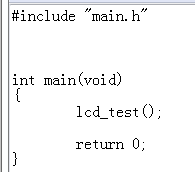 #include "main.h"
int main(void)
{
lcd_test();
return 0;
}